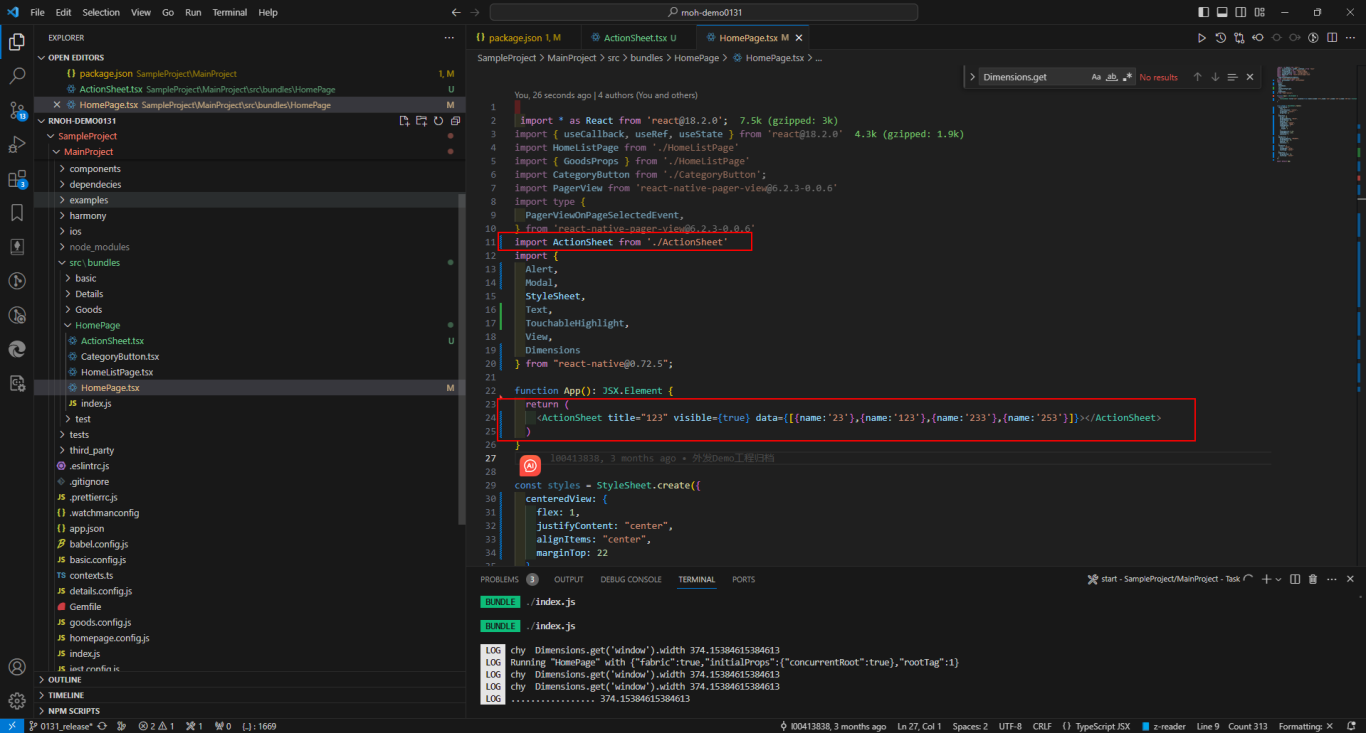 File Edit Selection View Go Run Terminal Help
rnoh-demo0131
EXPLORER
OPEN EDITORS
package.json SampleProject\MainProject 1, M
ActionSheet.tsx SampleProject\MainProject\src\bundles\HomePage U
HomePage.tsx SampleProject\MainProject\src\bundles\HomePage M
RNOH-DEMO0131
SampleProject
MainProject
components
dependecies
examples
harmony
ios
node_modules
src\bundles
basic
Details
Goods
HomePage
ActionSheet.tsx U
CategoryButton.tsx
HomeListPage.tsx
HomePage.tsx M
JS index.js
test
tests
third_party
.eslintrc.js
.gitignore
JS .prettierrc.js
{} .watchmanconfig
{} app.json
babel.config.js
JS basic.config.js
TS contexts.ts
JS details.config.js
Gemfile
JS goods.config.js
JS homepage.config.js
JS index.js
JS jest.config.js
OUTLINE
TIMELINE
NPM SCRIPTS
{} package.json 1, M ActionSheet.tsx U HomePage.tsx M
SampleProject > MainProject > src > bundles > HomePage > HomePage.tsx > ...
Dimensions.get Aa ab No results
You, 26 seconds ago | 4 authors (You and others)
1
2 import * as React from 'react@18.2.0'; 7.5k (gzipped: 3k)
3 import { useCallback, useRef, useState } from 'react@18.2.0' 4.3k (gzipped: 1.9k)
4 import HomeListPage from './HomeListPage'
5 import { GoodsProps } from './HomeListPage'
6 import CategoryButton from './CategoryButton';
7 import PagerView from 'react-native-pager-view@6.2.3-0.0.6'
8 import type {
9 PagerViewOnPageSelectedEvent,
10 } from 'react-native-pager-view@6.2.3-0.0.6'
11 import ActionSheet from './ActionSheet'
12 import {
13 Alert,
14 Modal,
15 StyleSheet,
16 Text,
17 TouchableHighlight,
18 View,
19 Dimensions
20 } from "react-native@0.72.5";
21
22 function App(): JSX.Element {
23 return (
24 <ActionSheet title="123" visible={true} data={[{name:'23'},{name:'123'},{name:'233'},{name:'253'}]}></ActionSheet>
25 )
26 }
27 l00413838, 3 months ago • 外发Demo工程归档
28
29 const styles = StyleSheet.create({
30 centeredView: {
31 flex: 1,
32 justifyContent: "center",
33 alignItems: "center",
34 marginTop: 22
35 }
AI
PROBLEMS 3 OUTPUT DEBUG CONSOLE TERMINAL PORTS
start - SampleProject/MainProject - Task
BUNDLE ./index.js
BUNDLE ./index.js
LOG chy Dimensions.get('window').width 374.15384615384613
LOG Running "HomePage" with {"fabric":true,"initialProps":{"concurrentRoot":true},"rootTag":1}
LOG chy Dimensions.get('window').width 374.15384615384613
LOG chy Dimensions.get('window').width 374.15384615384613
LOG ................. 374.15384615384613
0131_release* 2 1 1 0 {..} : 1669
l00413838, 3 months ago Ln 27, Col 1 Spaces: 2 UTF-8 CRLF {} TypeScript JSX z-reader Line 9 Count 313 Formatting: ×